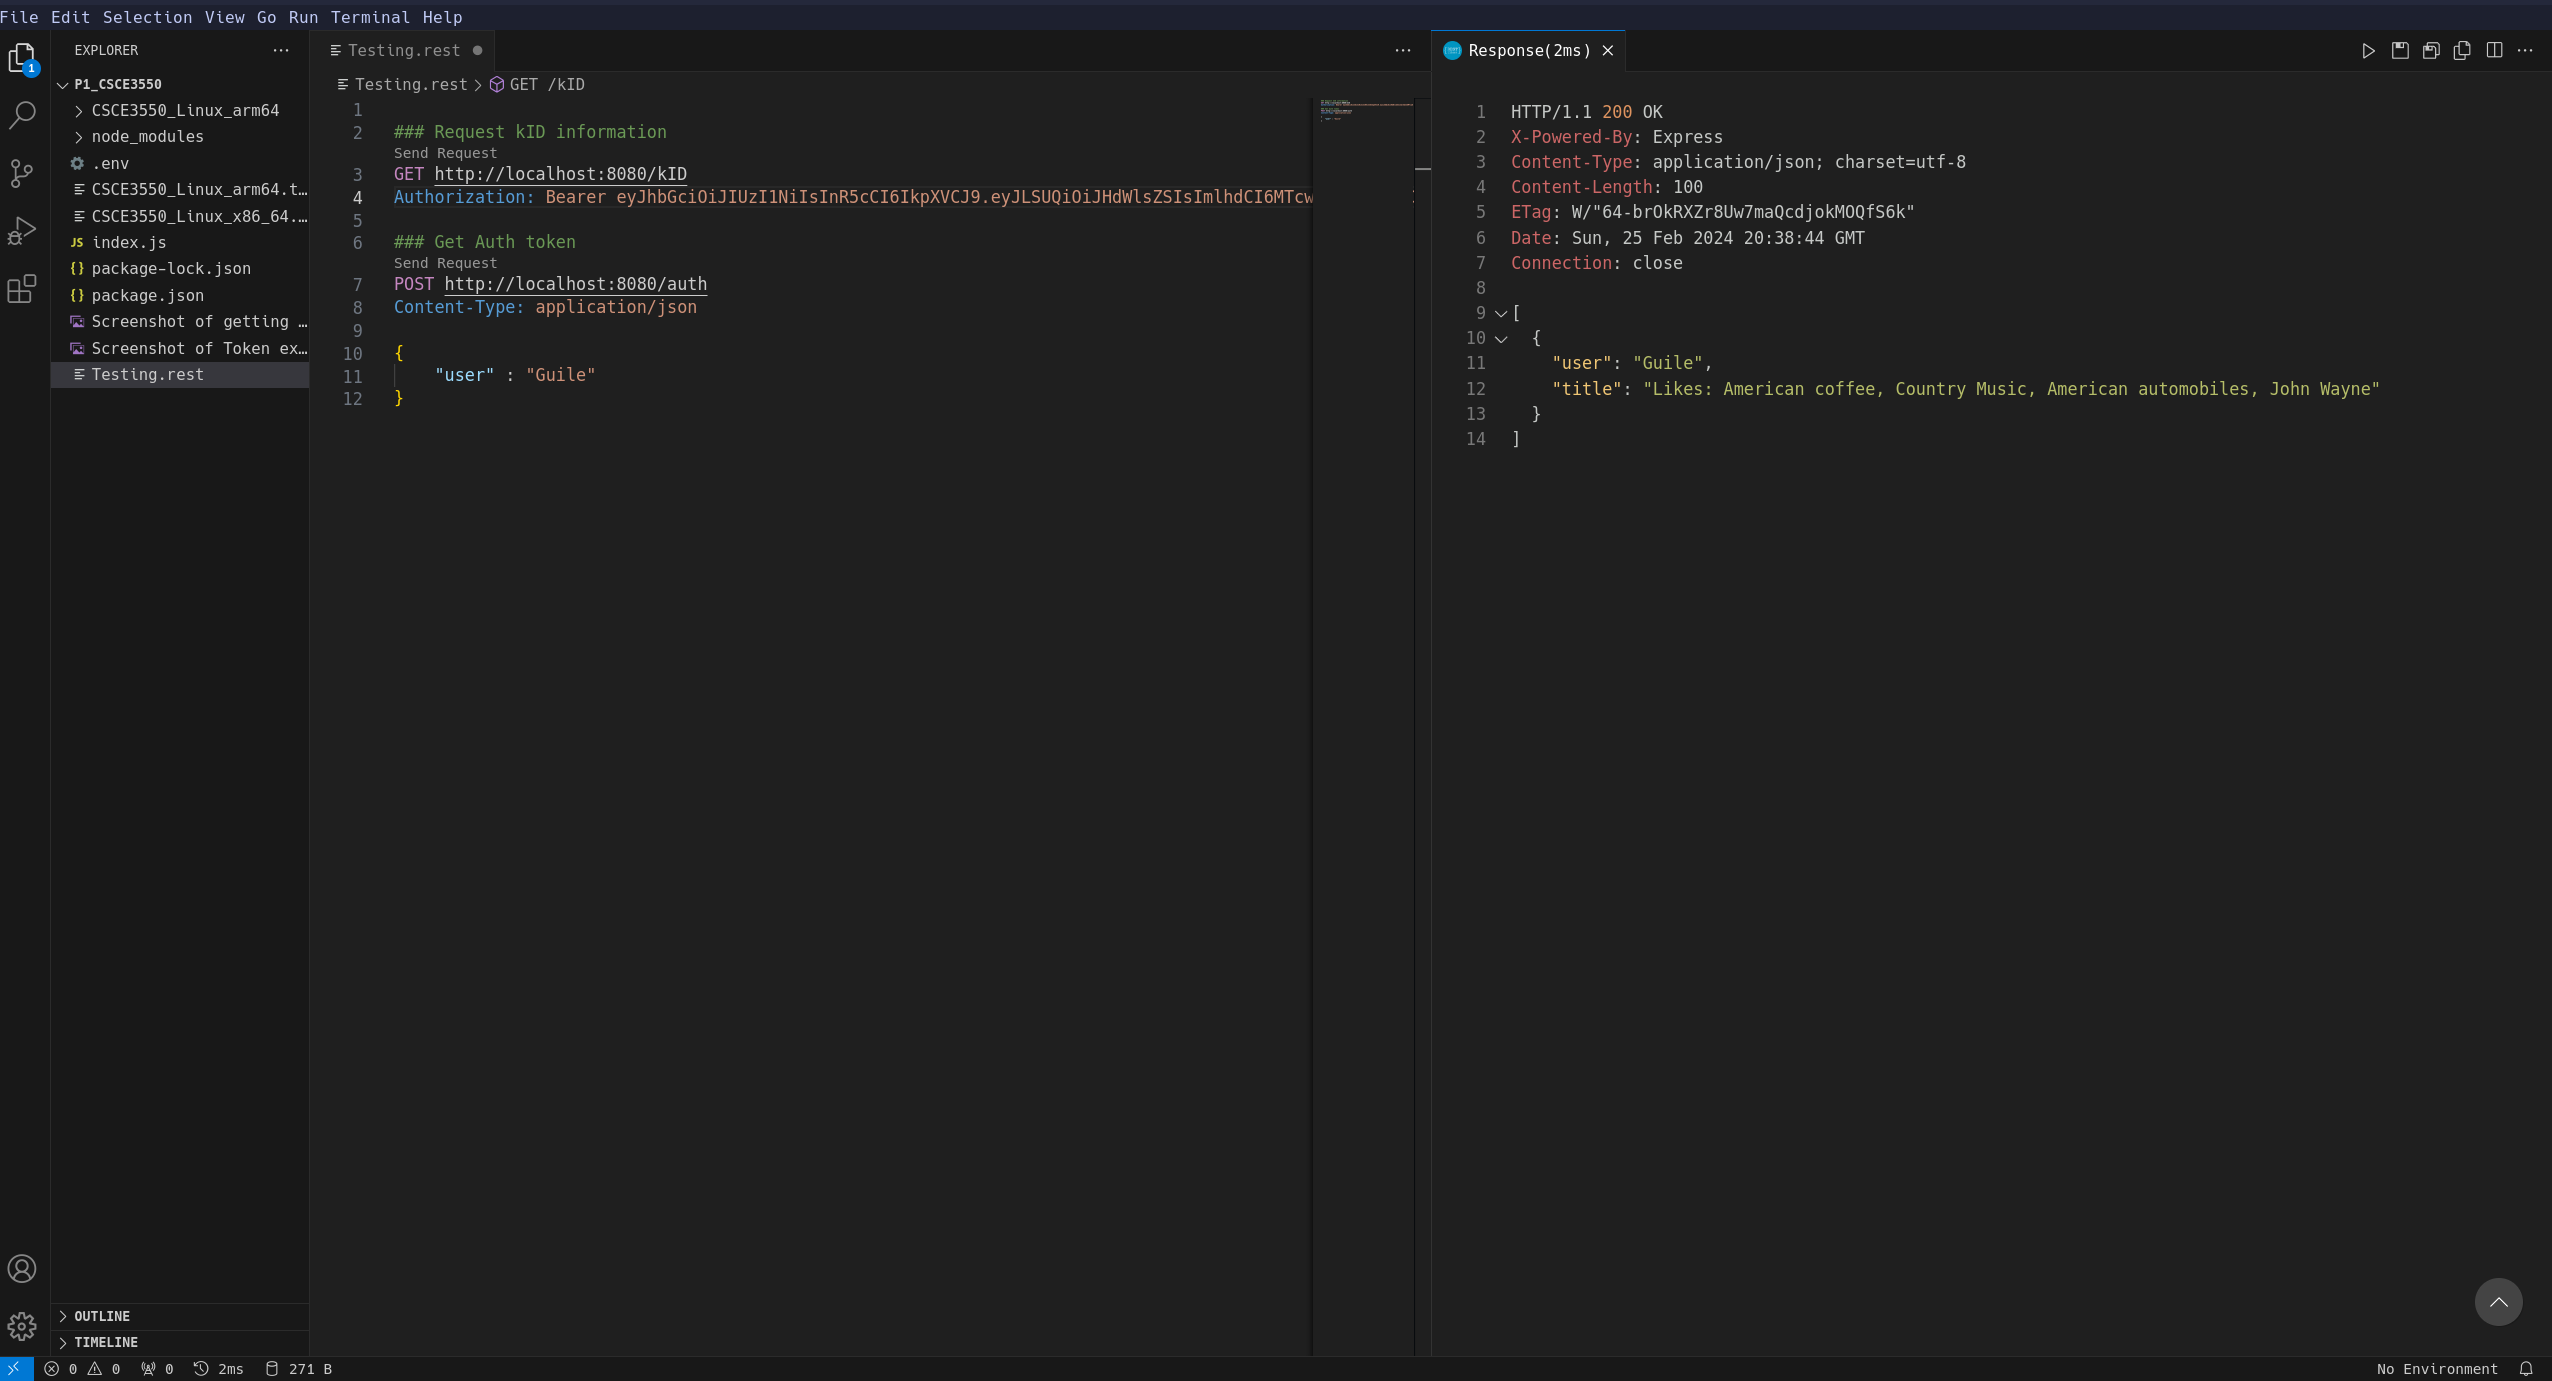 File Edit Selection View Go Run Terminal Help
EXPLORER
P1_CSCE3550
CSCE3550_Linux_arm64
node_modules
.env
CSCE3550_Linux_arm64.t…
CSCE3550_Linux_x86_64.…
index.js
package-lock.json
package.json
Screenshot of getting …
Screenshot of Token ex…
Testing.rest
OUTLINE
TIMELINE
Testing.rest
Testing.rest > GET /kID
1
2 ### Request kID information
Send Request
3 GET http://localhost:8080/kID
4 Authorization: Bearer eyJhbGciOiJIUzI1NiIsInR5cCI6IkpXVCJ9.eyJLSUQiOiJHdWlsZSIsImlhdCI6MTcw
5
6 ### Get Auth token
Send Request
7 POST http://localhost:8080/auth
8 Content-Type: application/json
9
10 {
11 "user" : "Guile"
12 }
Response(2ms)
1 HTTP/1.1 200 OK
2 X-Powered-By: Express
3 Content-Type: application/json; charset=utf-8
4 Content-Length: 100
5 ETag: W/"64-brOkRXZr8Uw7maQcdjokMOQfS6k"
6 Date: Sun, 25 Feb 2024 20:38:44 GMT
7 Connection: close
8
9 [
10 {
11 "user": "Guile",
12 "title": "Likes: American coffee, Country Music, American automobiles, John Wayne"
13 }
14 ]
0 0 0 2ms 271 B
No Environment